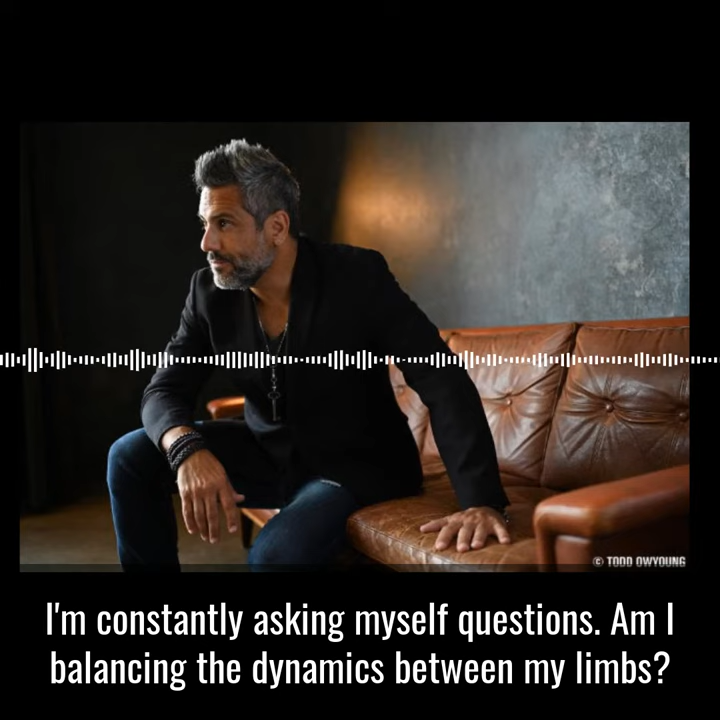 © TODD OWYOUNG
I'm constantly asking myself questions. Am I
balancing the dynamics between my limbs?